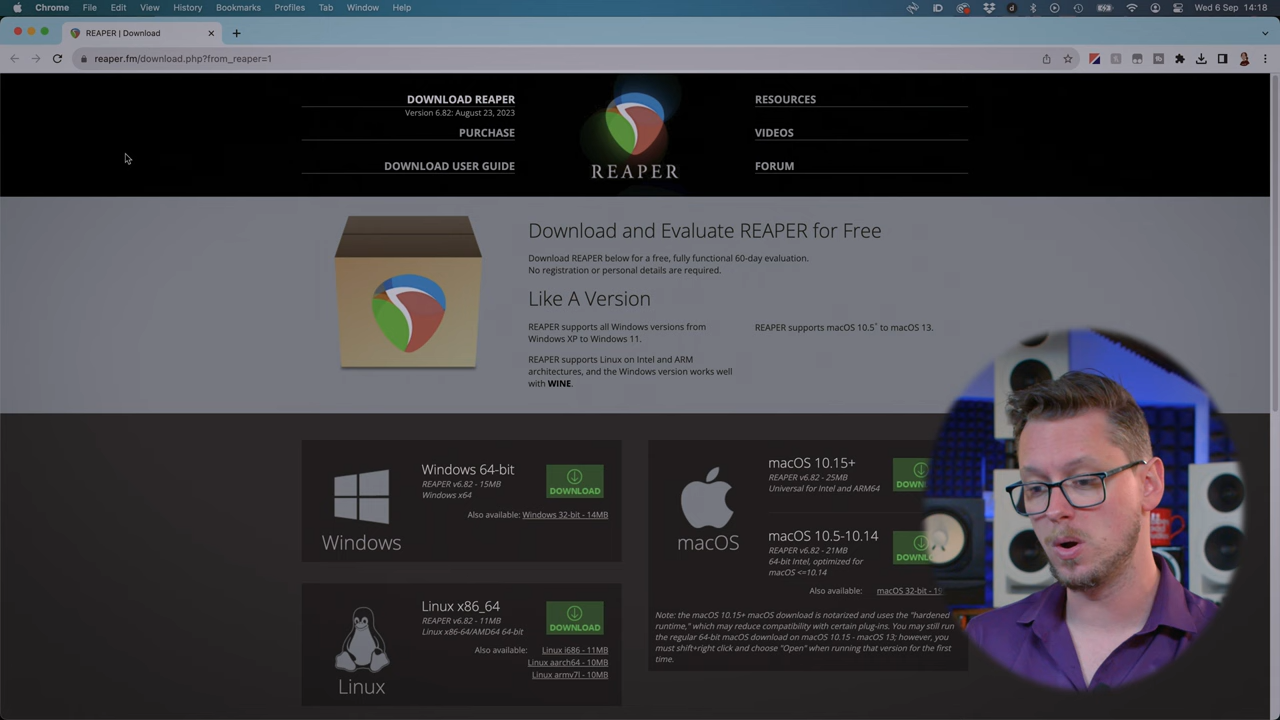 Chrome File Edit View History Bookmarks Profiles Tab Window Help
Wed 6 Sep 14:18
REAPER | Download
reaper.fm/download.php?from_reaper=1
DOWNLOAD REAPER
Version 6.82: August 23, 2023
PURCHASE
DOWNLOAD USER GUIDE
REAPER
RESOURCES
VIDEOS
FORUM
Download and Evaluate REAPER for Free
Download REAPER below for a free, fully functional 60-day evaluation.
No registration or personal details are required.
Like A Version
REAPER supports all Windows versions from
Windows XP to Windows 11.
REAPER supports Linux on Intel and ARM
architectures, and the Windows version works well
with WINE.
REAPER supports macOS 10.5* to macOS 13.
Windows
Windows 64-bit
REAPER v6.82 - 15MB
Windows x64
DOWNLOAD
Also available: Windows 32-bit - 14MB
Linux
Linux x86_64
REAPER v6.82 - 11MB
Linux x86-64/AMD64 64-bit
DOWNLOAD
Also available: Linux i686 - 11MB
Linux aarch64 - 10MB
Linux armv7l - 10MB
macOS
macOS 10.15+
REAPER v6.82 - 25MB
Universal for Intel and ARM64
DOWN
macOS 10.5-10.14
REAPER v6.82 - 21MB
64-bit Intel, optimized for
macOS <=10.14
DOWNL
Also available: macOS 32-bit - 
Note: the macOS 10.15+ macOS download is notarized and uses the "hardened
runtime," which may reduce compatibility with certain plug-ins. You may still run
the regular 64-bit macOS download on macOS 10.15 - macOS 13; however, you
must shift+right click and choose "Open" when running that version for the first
time.